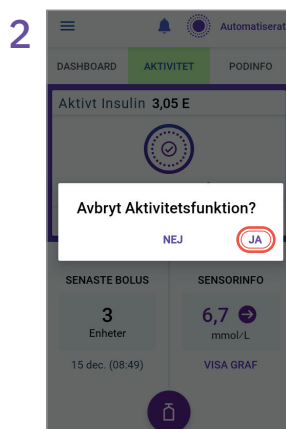 2
Automatiserat
DASHBOARD AKTIVITET PODINFO
Aktivt Insulin 3,05 E
Avbryt Aktivitetsfunktion?
NEJ JA
SENASTE BOLUS SENSORINFO
3 6,7
Enheter mmol/L
15 dec. (08:49) VISA GRAF